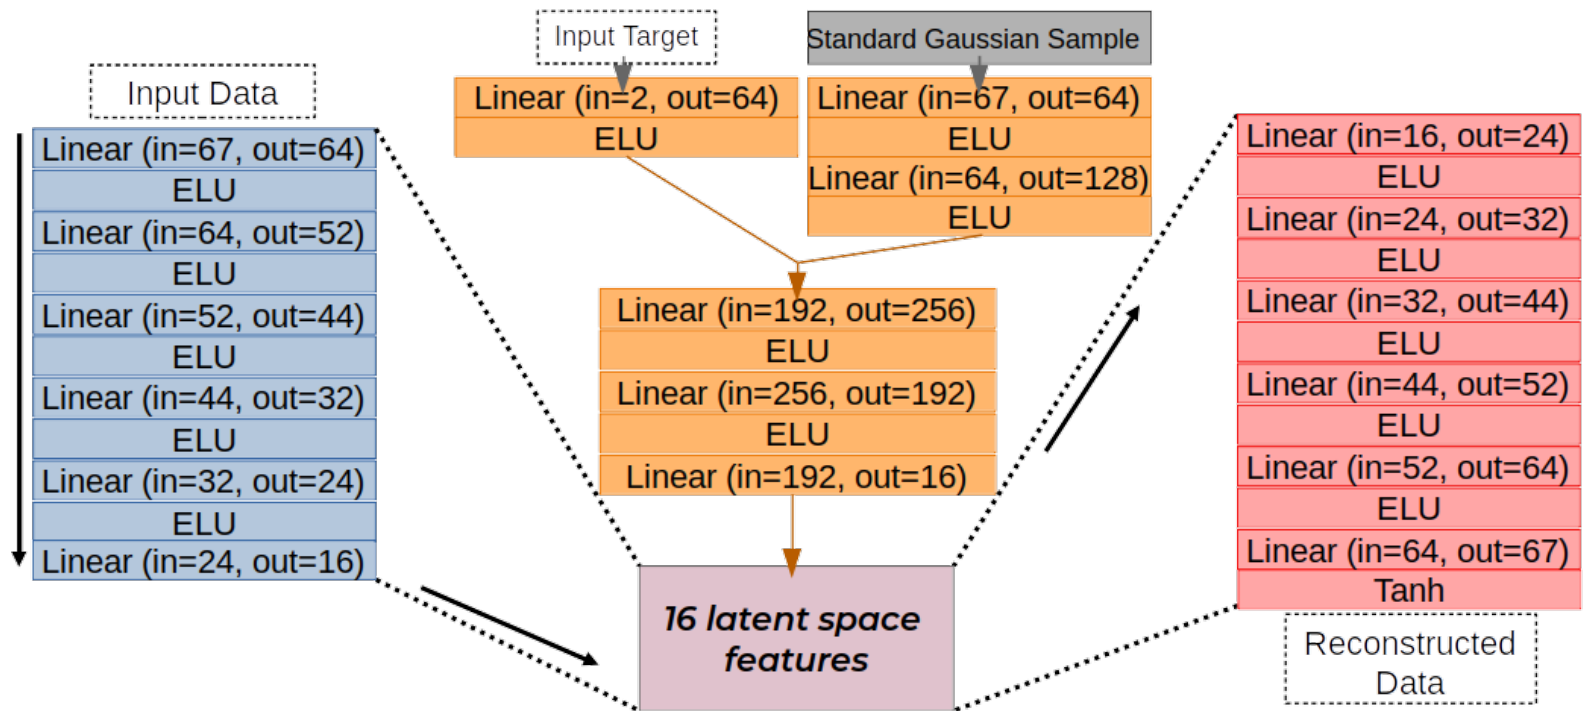 Input Data
Linear (in=67, out=64)
ELU
Linear (in=64, out=52)
ELU
Linear (in=52, out=44)
ELU
Linear (in=44, out=32)
ELU
Linear (in=32, out=24)
ELU
Linear (in=24, out=16)
Input Target
Linear (in=2, out=64)
ELU
Standard Gaussian Sample
Linear (in=67, out=64)
ELU
Linear (in=64, out=128)
ELU
Linear (in=192, out=256)
ELU
Linear (in=256, out=192)
ELU
Linear (in=192, out=16)
16 latent space
features
Linear (in=16, out=24)
ELU
Linear (in=24, out=32)
ELU
Linear (in=32, out=44)
ELU
Linear (in=44, out=52)
ELU
Linear (in=52, out=64)
ELU
Linear (in=64, out=67)
Tanh
Reconstructed
Data